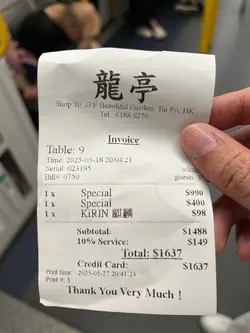 龍亭
Shop 10, G/F Beautiful Garden, Tai Po, HK
Tel.: 6188 8270
Invoice
Table: 9
Time: 2025-03-18 20:04:21
Serial: 023195
Bill#: 0750
guests:
1 x Special $990
1 x Special $400
1 x KiRIN 麒麟 $98
Subtotal: $1488
10% Service: $149
Total: $1637
Credit Card: $1637
Print time: 2025-05-27 20:41:24
Print #: 3
Thank You Very Much !